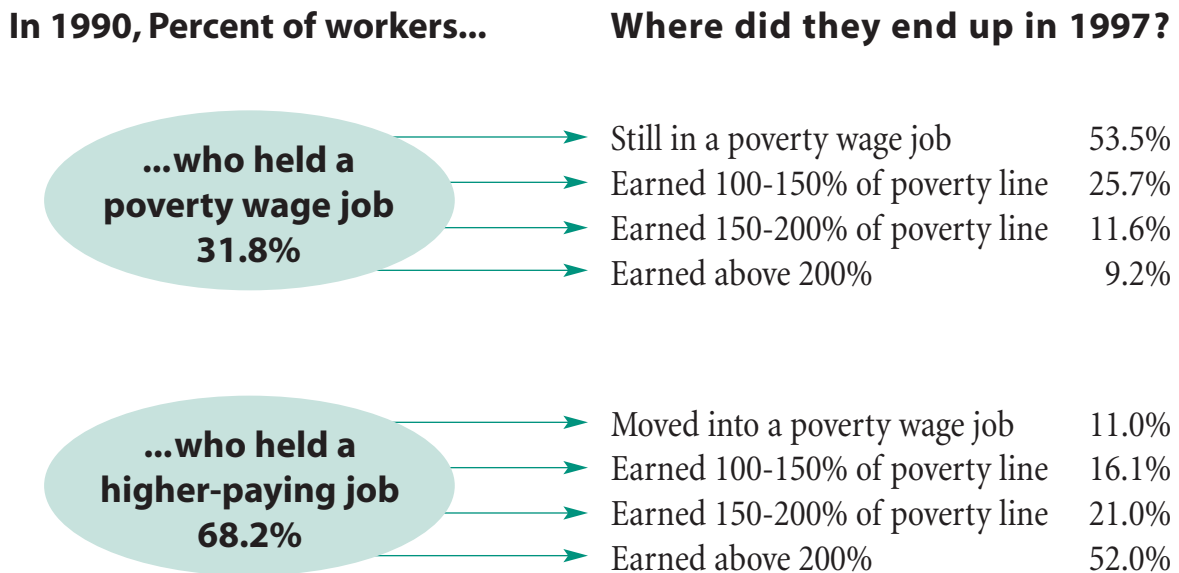 In 1990, Percent of workers...
Where did they end up in 1997?
...who held a
poverty wage job
31.8%
Still in a poverty wage job 53.5%
Earned 100-150% of poverty line 25.7%
Earned 150-200% of poverty line 11.6%
Earned above 200% 9.2%
...who held a
higher-paying job
68.2%
Moved into a poverty wage job 11.0%
Earned 100-150% of poverty line 16.1%
Earned 150-200% of poverty line 21.0%
Earned above 200% 52.0%